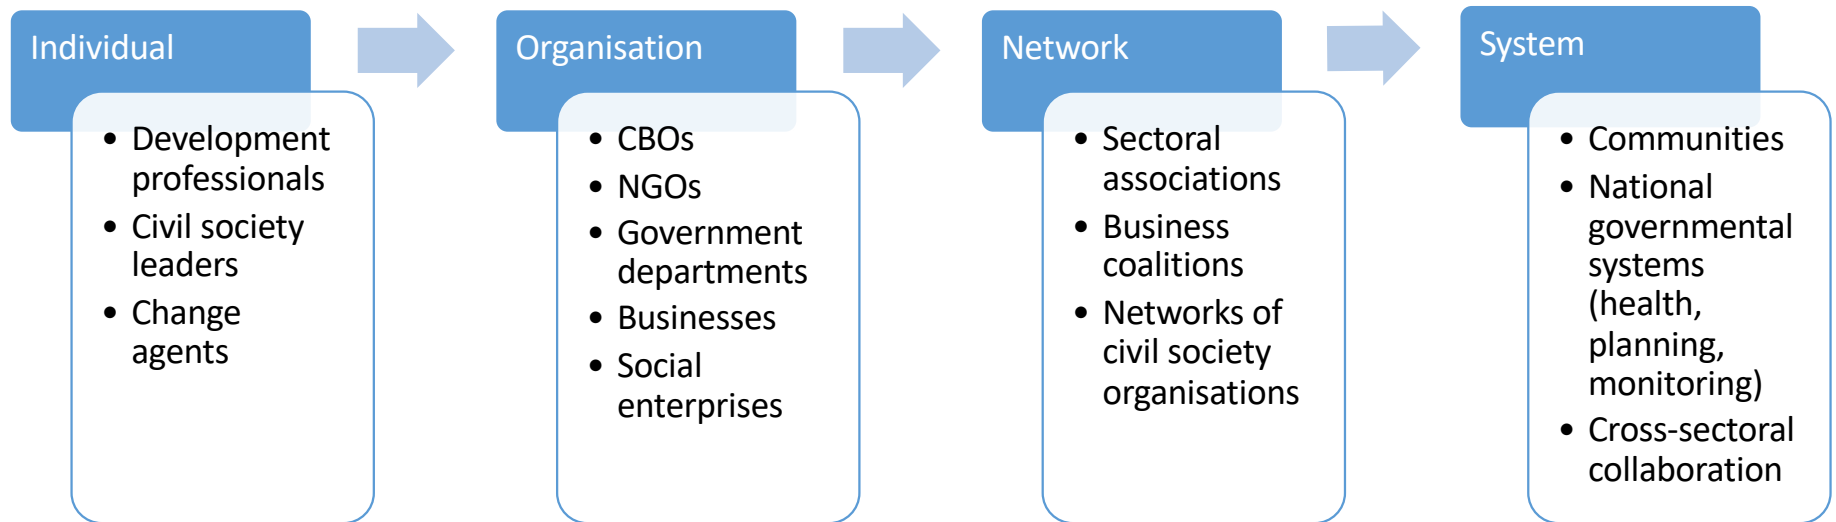 Individual
• Development
professionals
• Civil society
leaders
• Change
agents
Organisation
• CBOs
• NGOs
• Government
departments
• Businesses
• Social
enterprises
Network
• Sectoral
associations
• Business
coalitions
• Networks of
civil society
organisations
System
• Communities
• National
governmental
systems
(health,
planning,
monitoring)
• Cross-sectoral
collaboration